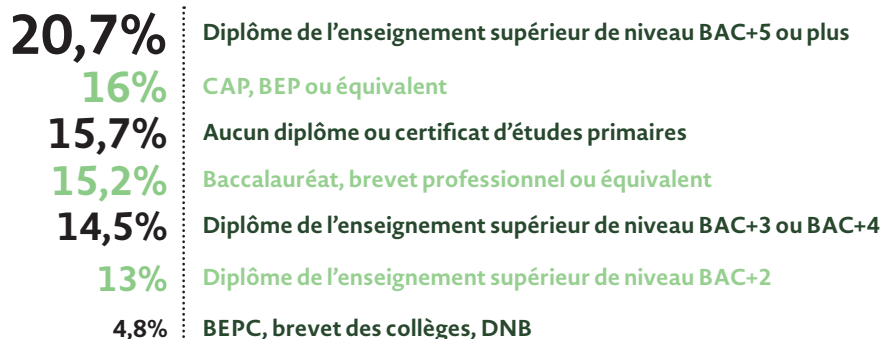 20,7% Diplôme de l’enseignement supérieur de niveau BAC+5 ou plus
16% CAP, BEP ou équivalent
15,7% Aucun diplôme ou certificat d’études primaires
15,2% Baccalauréat, brevet professionnel ou équivalent
14,5% Diplôme de l’enseignement supérieur de niveau BAC+3 ou BAC+4
13% Diplôme de l’enseignement supérieur de niveau BAC+2
4,8% BEPC, brevet des collèges, DNB